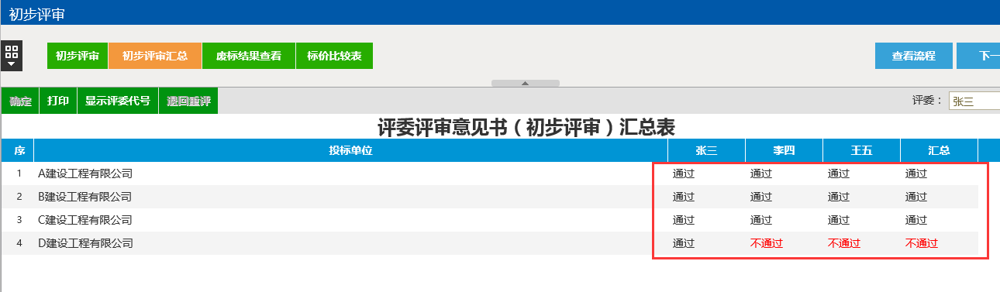 初步评审
初步评审 初步评审汇总 废标结果查看 标价比较表 查看流程 下一
确定 打印 显示评委代号 退回重评 评委： 张三
评委评审意见书（初步评审）汇总表
序 投标单位 张三 李四 王五 汇总
1 A建设工程有限公司 通过 通过 通过 通过
2 B建设工程有限公司 通过 通过 通过 通过
3 C建设工程有限公司 通过 通过 通过 通过
4 D建设工程有限公司 通过 不通过 不通过 不通过